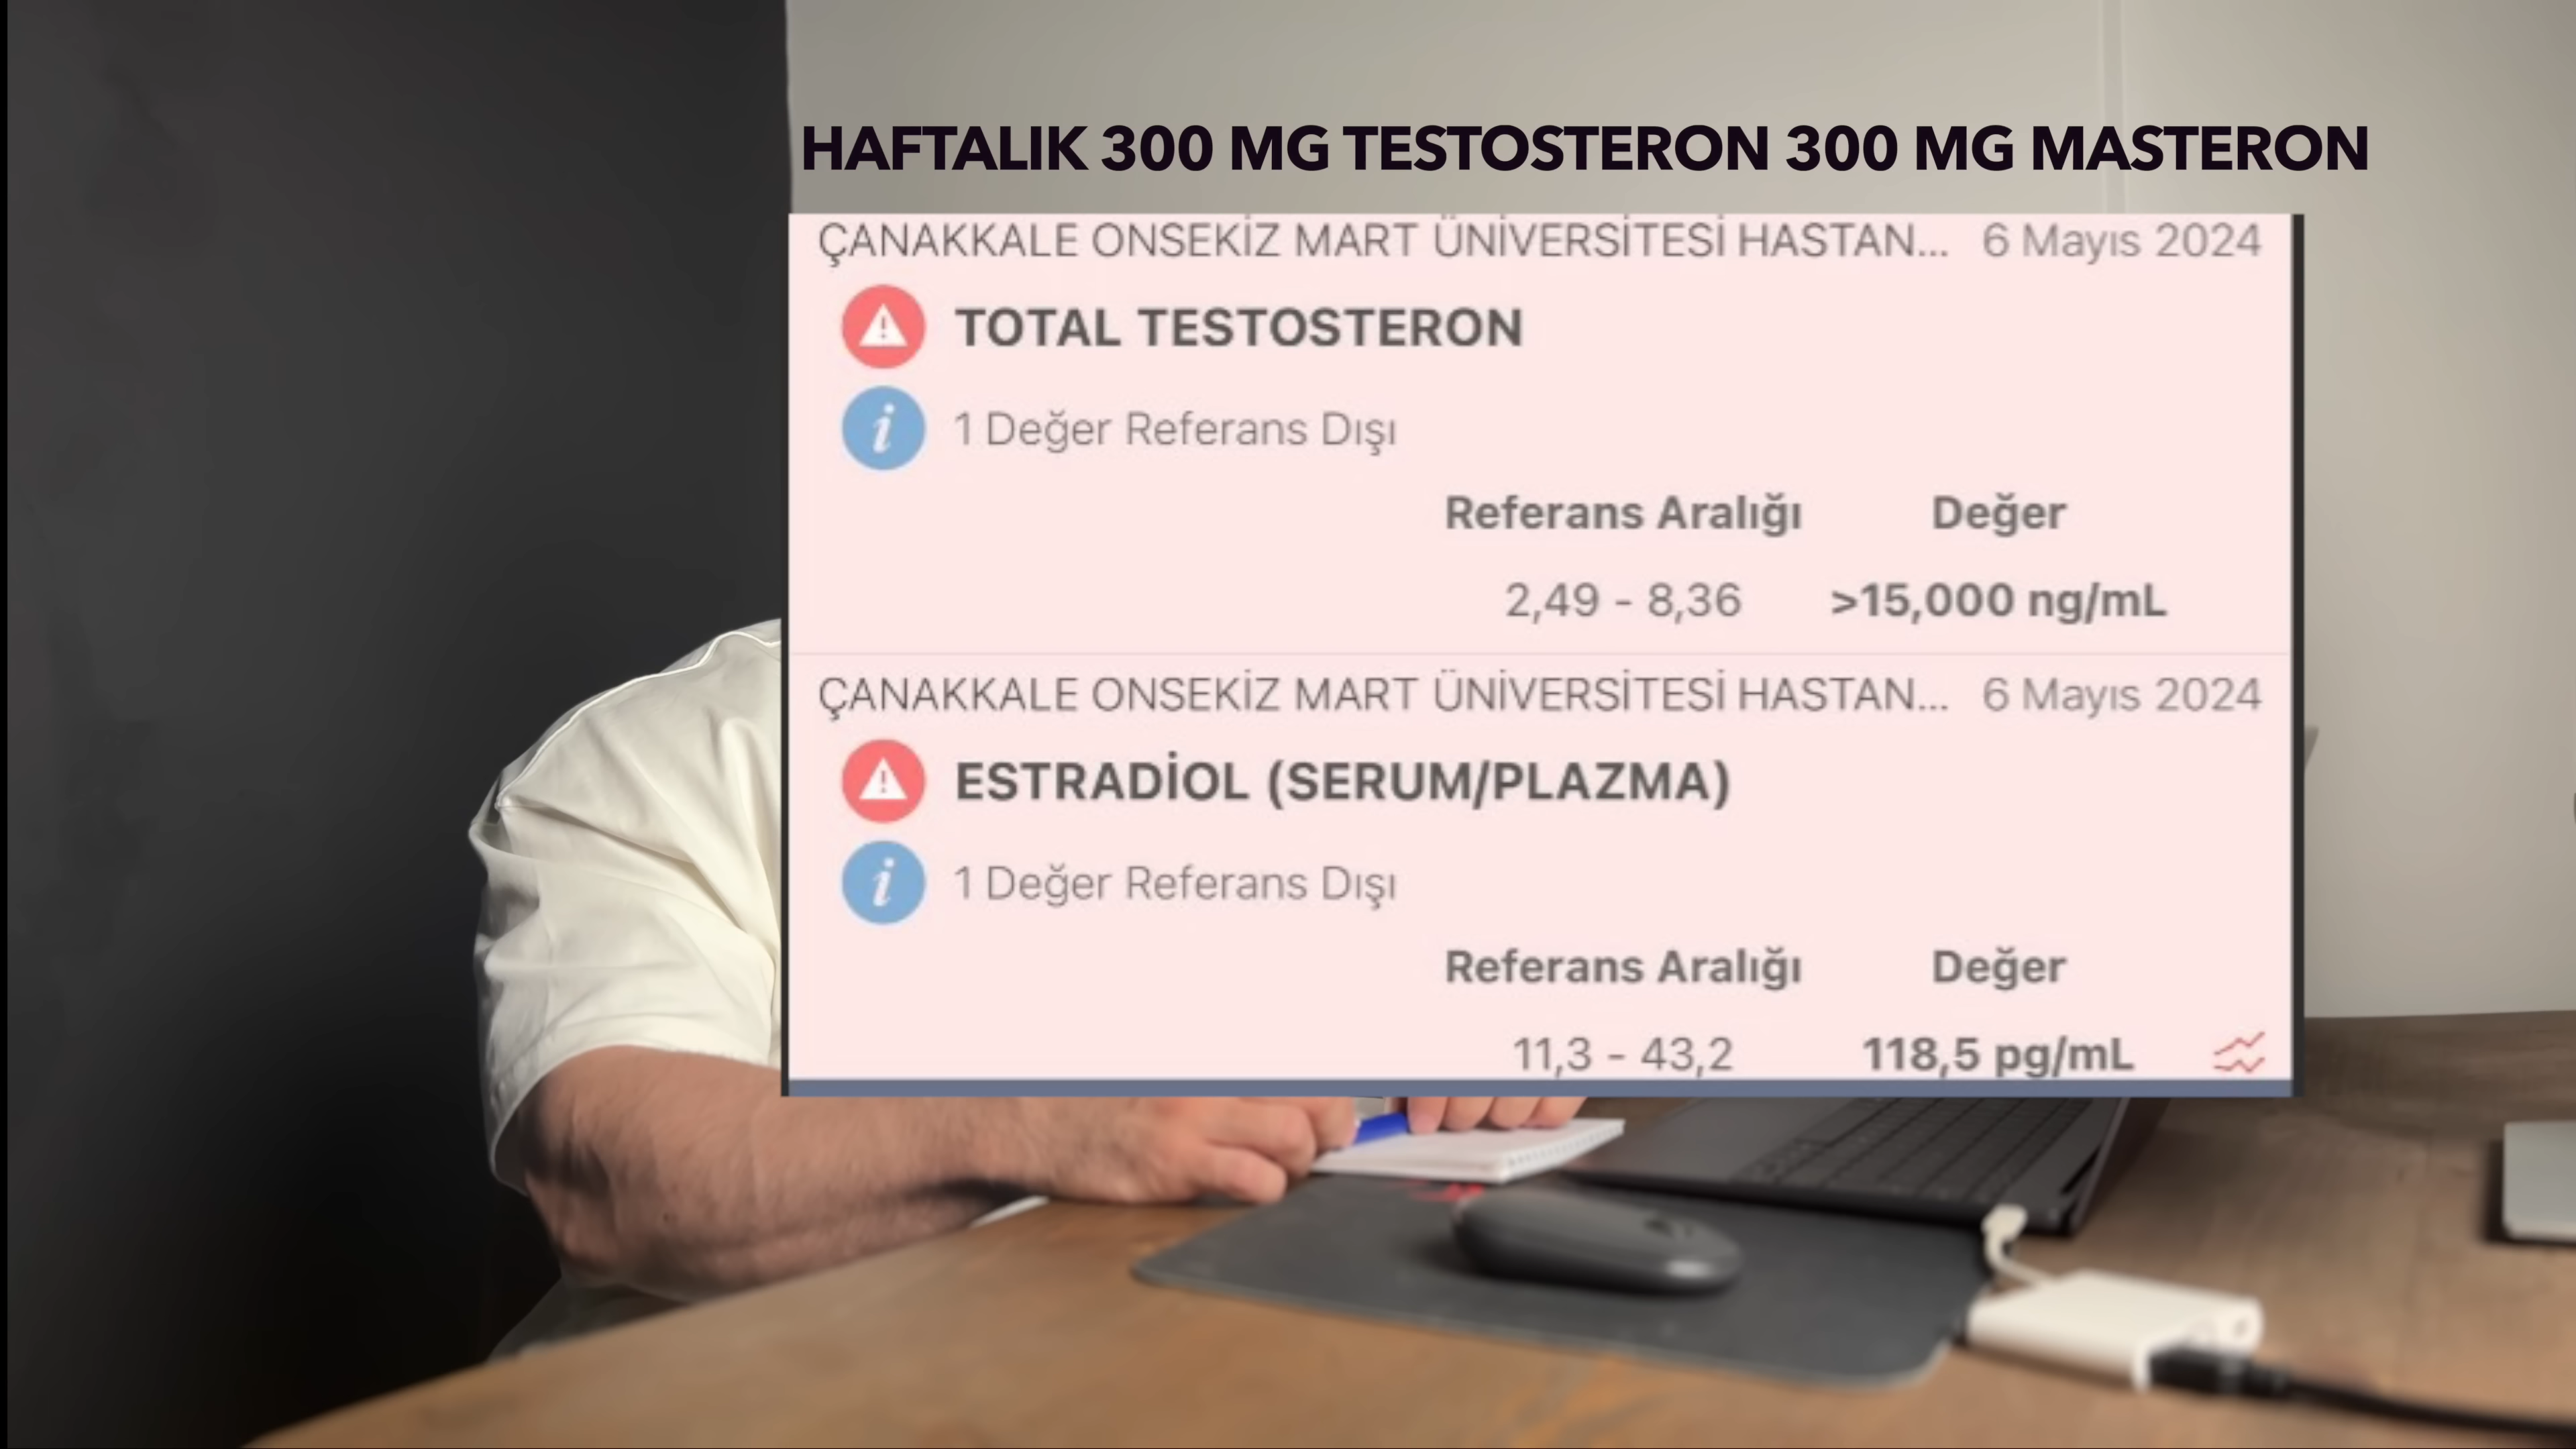 HAFTALIK 300 MG TESTOSTERON 300 MG MASTERON
ÇANAKKALE ONSEKİZ MART ÜNİVERSİTESİ HASTAN... 6 Mayıs 2024
TOTAL TESTOSTERON
1 Değer Referans Dışı
Referans Aralığı Değer
2,49 - 8,36 >15,000 ng/mL
ÇANAKKALE ONSEKİZ MART ÜNİVERSİTESİ HASTAN... 6 Mayıs 2024
ESTRADİOL (SERUM/PLAZMA)
1 Değer Referans Dışı
Referans Aralığı Değer
11,3 - 43,2 118,5 pg/mL